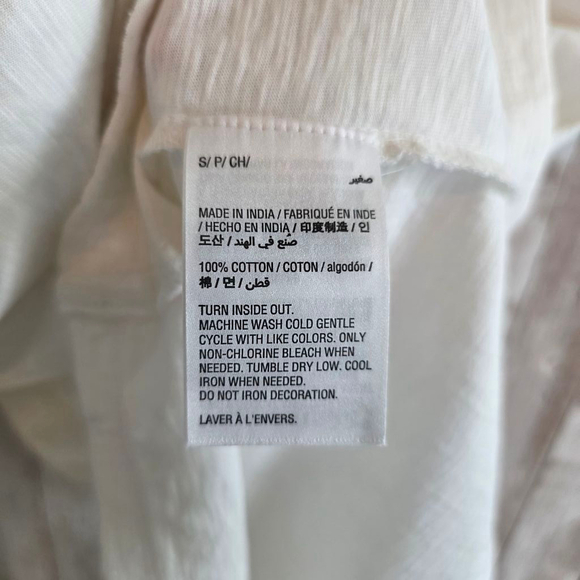 S/ P/ CH/
صغير
MADE IN INDIA / FABRIQUÉ EN INDE
/ HECHO EN INDIA / 印度制造 / 인
도산 / صنع في الهند /
100% COTTON / COTON / algodón /
棉 / 면 / قطن /
TURN INSIDE OUT.
MACHINE WASH COLD GENTLE
CYCLE WITH LIKE COLORS. ONLY
NON-CHLORINE BLEACH WHEN
NEEDED. TUMBLE DRY LOW. COOL
IRON WHEN NEEDED.
DO NOT IRON DECORATION.
LAVER À L'ENVERS.